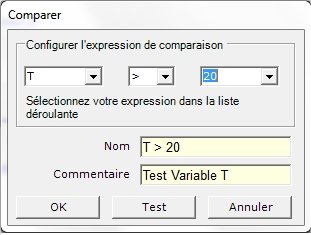 Comparer
Configurer l'expression de comparaison
T > 20
Sélectionnez votre expression dans la liste
déroulante
Nom T > 20
Commentaire Test Variable T
OK Test Annuler